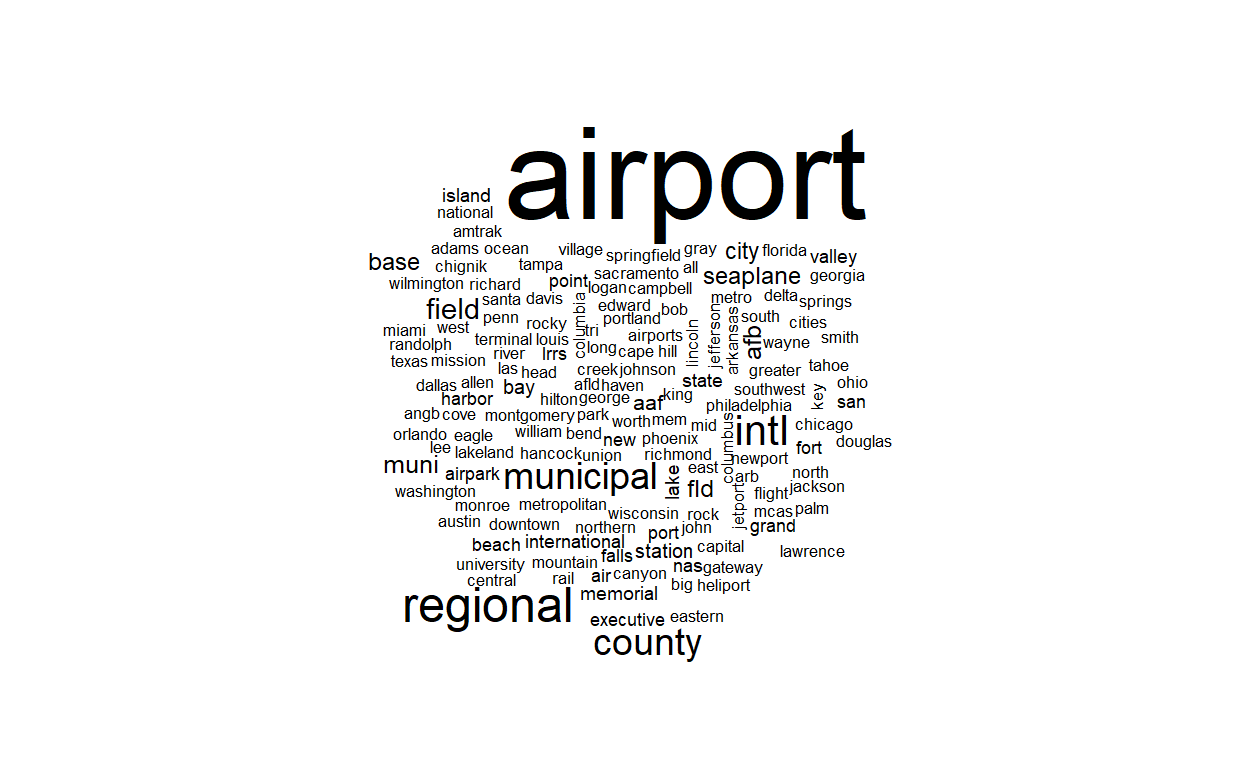 airport
island
national
amtrak
adams ocean village springfield gray city florida valley
base chignik tampa sacramento all seaplane georgia
wilmington richard point logan campbell
field santa davis columbia edward bob metro delta springs
miami west penn rocky tri portland lincoln jefferson arkansas south cities
randolph terminal louis airports afb wayne smith
texas mission river lrrs long cape hill
las head creek johnson greater tahoe
dallas allen bay afld haven state southwest key ohio
harbor hilton george aaf king philadelphia san
angb cove montgomery park worth mem mid columbus intl chicago
orlando eagle william bend new phoenix fort douglas
lee lakeland hancock union richmond newport
muni airpark municipal lake east arb north
washington fld jetport flight jackson
monroe metropolitan wisconsin rock mcas palm
austin downtown northern port john grand
beach international falls station capital lawrence
university mountain nas gateway
central rail air canyon big heliport
regional memorial
executive eastern
county